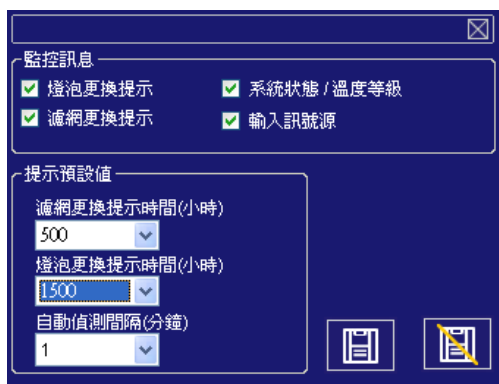 監控訊息
燈泡更換提示
系統狀態 / 溫度等級
濾網更換提示
輸入訊號源
提示預設值
濾網更換提示時間(小時)
500
燈泡更換提示時間(小時)
1500
自動偵測間隔(分鐘)
1